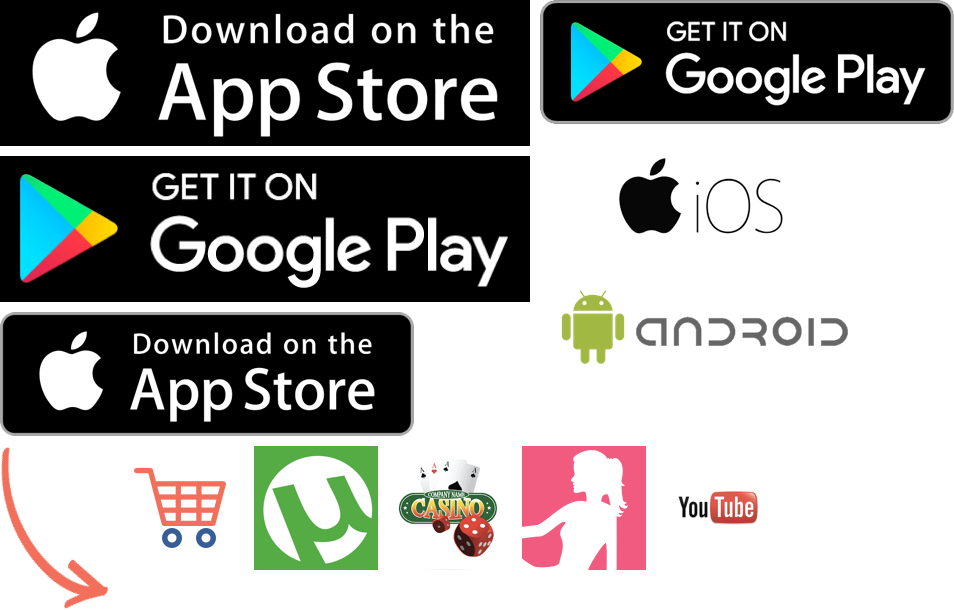 Download on the
App Store
GET IT ON
Google Play
GET IT ON
Google Play
iOS
Download on the
App Store
ANDROID
COMPANY NAME
CASINO
YouTube